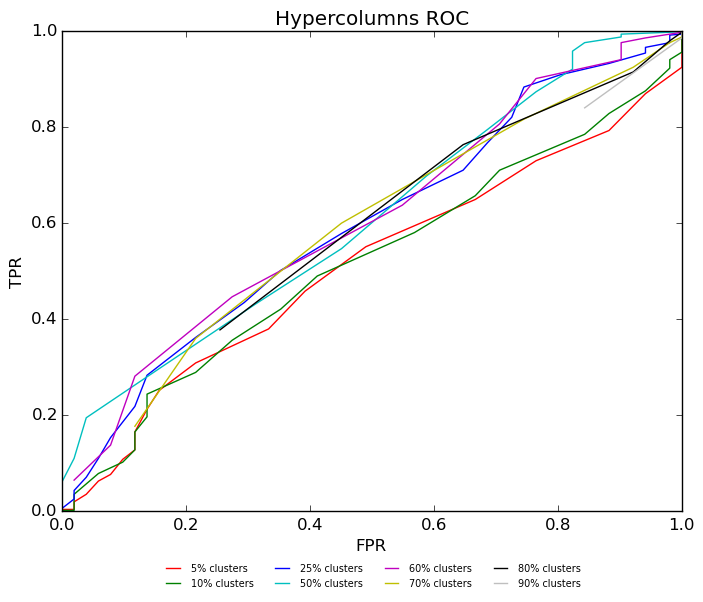 Hypercolumns ROC
1.0
0.8
0.6
0.4
0.2
0.0
TPR
0.0 0.2 0.4 0.6 0.8 1.0
FPR
5% clusters 25% clusters 60% clusters 80% clusters
10% clusters 50% clusters 70% clusters 90% clusters